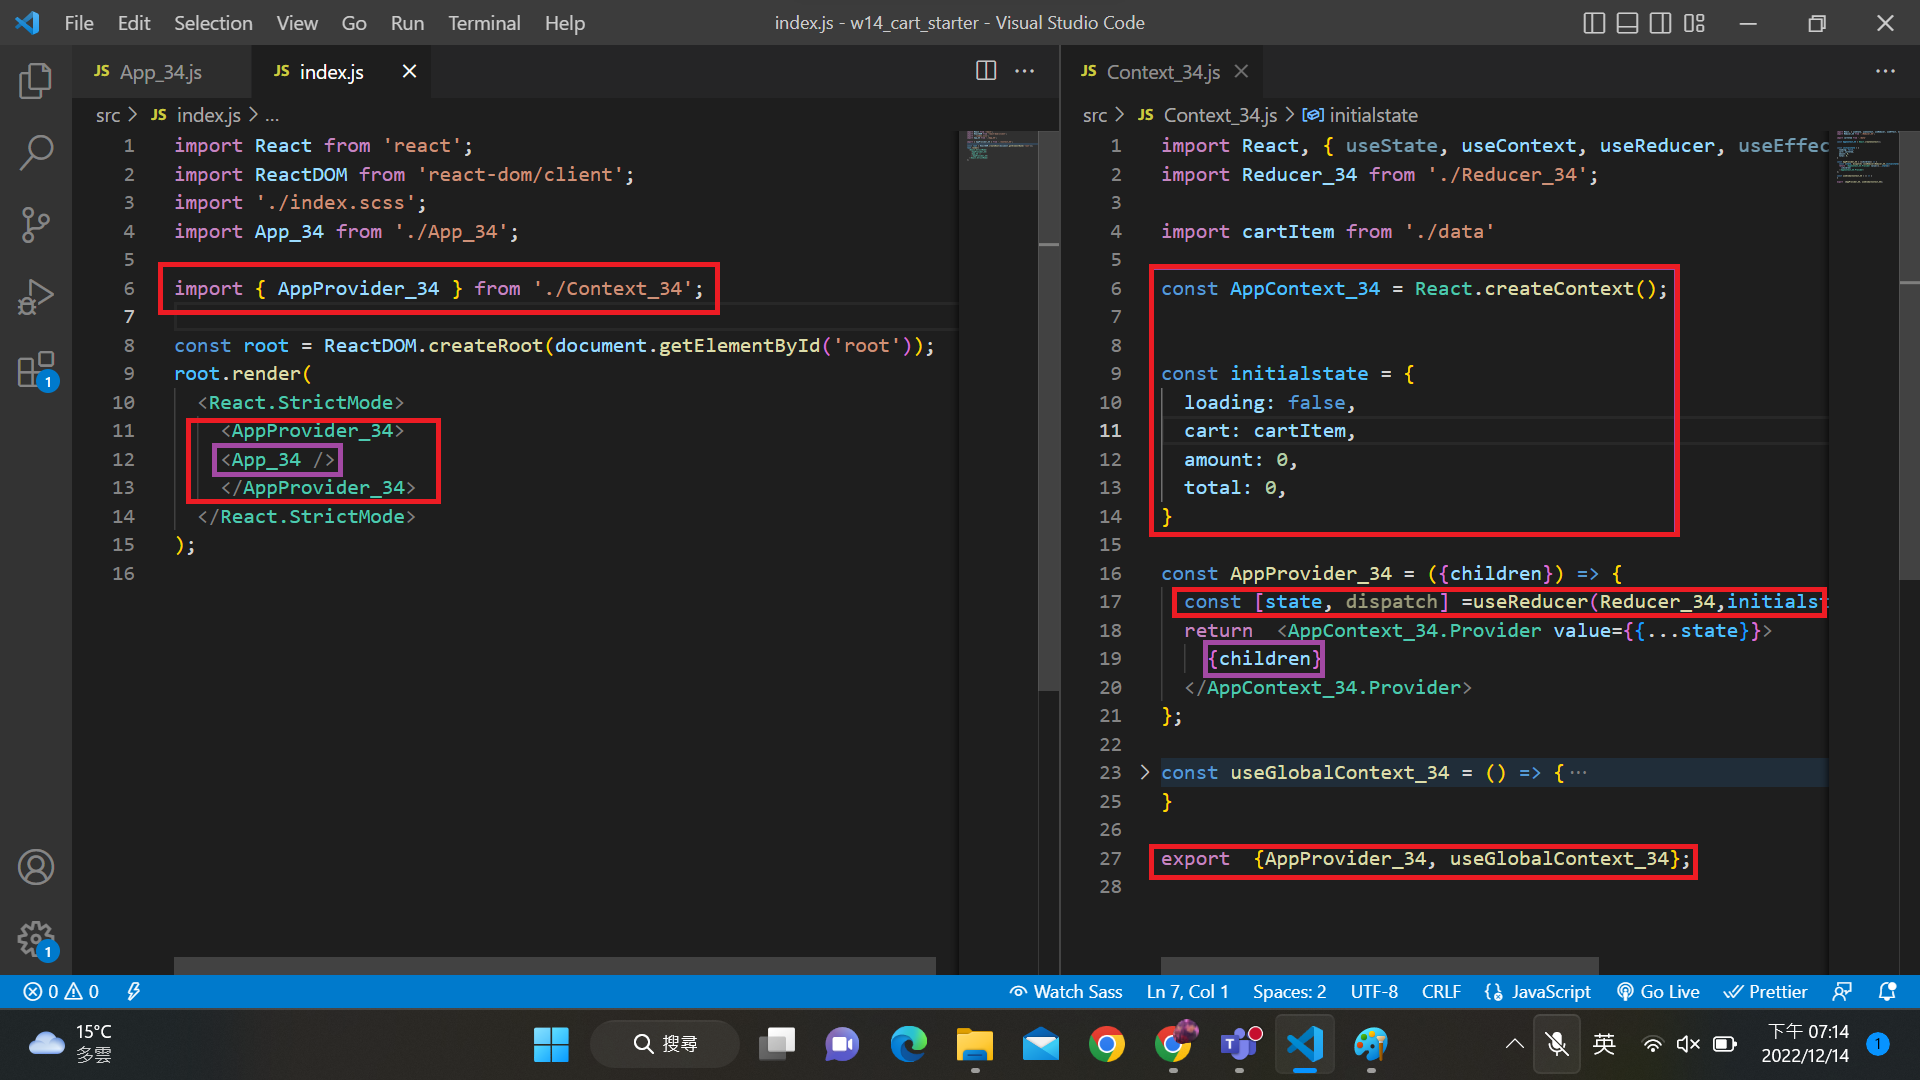 File Edit Selection View Go Run Terminal Help
index.js - w14_cart_starter - Visual Studio Code
JS App_34.js
JS index.js
src > JS index.js > ...
1 import React from 'react';
2 import ReactDOM from 'react-dom/client';
3 import './index.scss';
4 import App_34 from './App_34';
5
6 import { AppProvider_34 } from './Context_34';
7
8 const root = ReactDOM.createRoot(document.getElementById('root'));
9 root.render(
10 <React.StrictMode>
11 <AppProvider_34>
12 <App_34 />
13 </AppProvider_34>
14 </React.StrictMode>
15 );
16
JS Context_34.js
src > JS Context_34.js > initialstate
1 import React, { useState, useContext, useReducer, useEffec
2 import Reducer_34 from './Reducer_34';
3
4 import cartItem from './data'
5
6 const AppContext_34 = React.createContext();
7
8
9 const initialstate = {
10 loading: false,
11 cart: cartItem,
12 amount: 0,
13 total: 0,
14 }
15
16 const AppProvider_34 = ({children}) => {
17 const [state, dispatch] =useReducer(Reducer_34,initialst
18 return <AppContext_34.Provider value={{...state}}>
19 {children}
20 </AppContext_34.Provider>
21 };
22
23 const useGlobalContext_34 = () => {···
25 }
26
27 export {AppProvider_34, useGlobalContext_34};
28
1
1
0 0
Watch Sass Ln 7, Col 1 Spaces: 2 UTF-8 CRLF JavaScript Go Live Prettier
15°C
多雲
搜尋
英
下午 07:14
2022/12/14
1